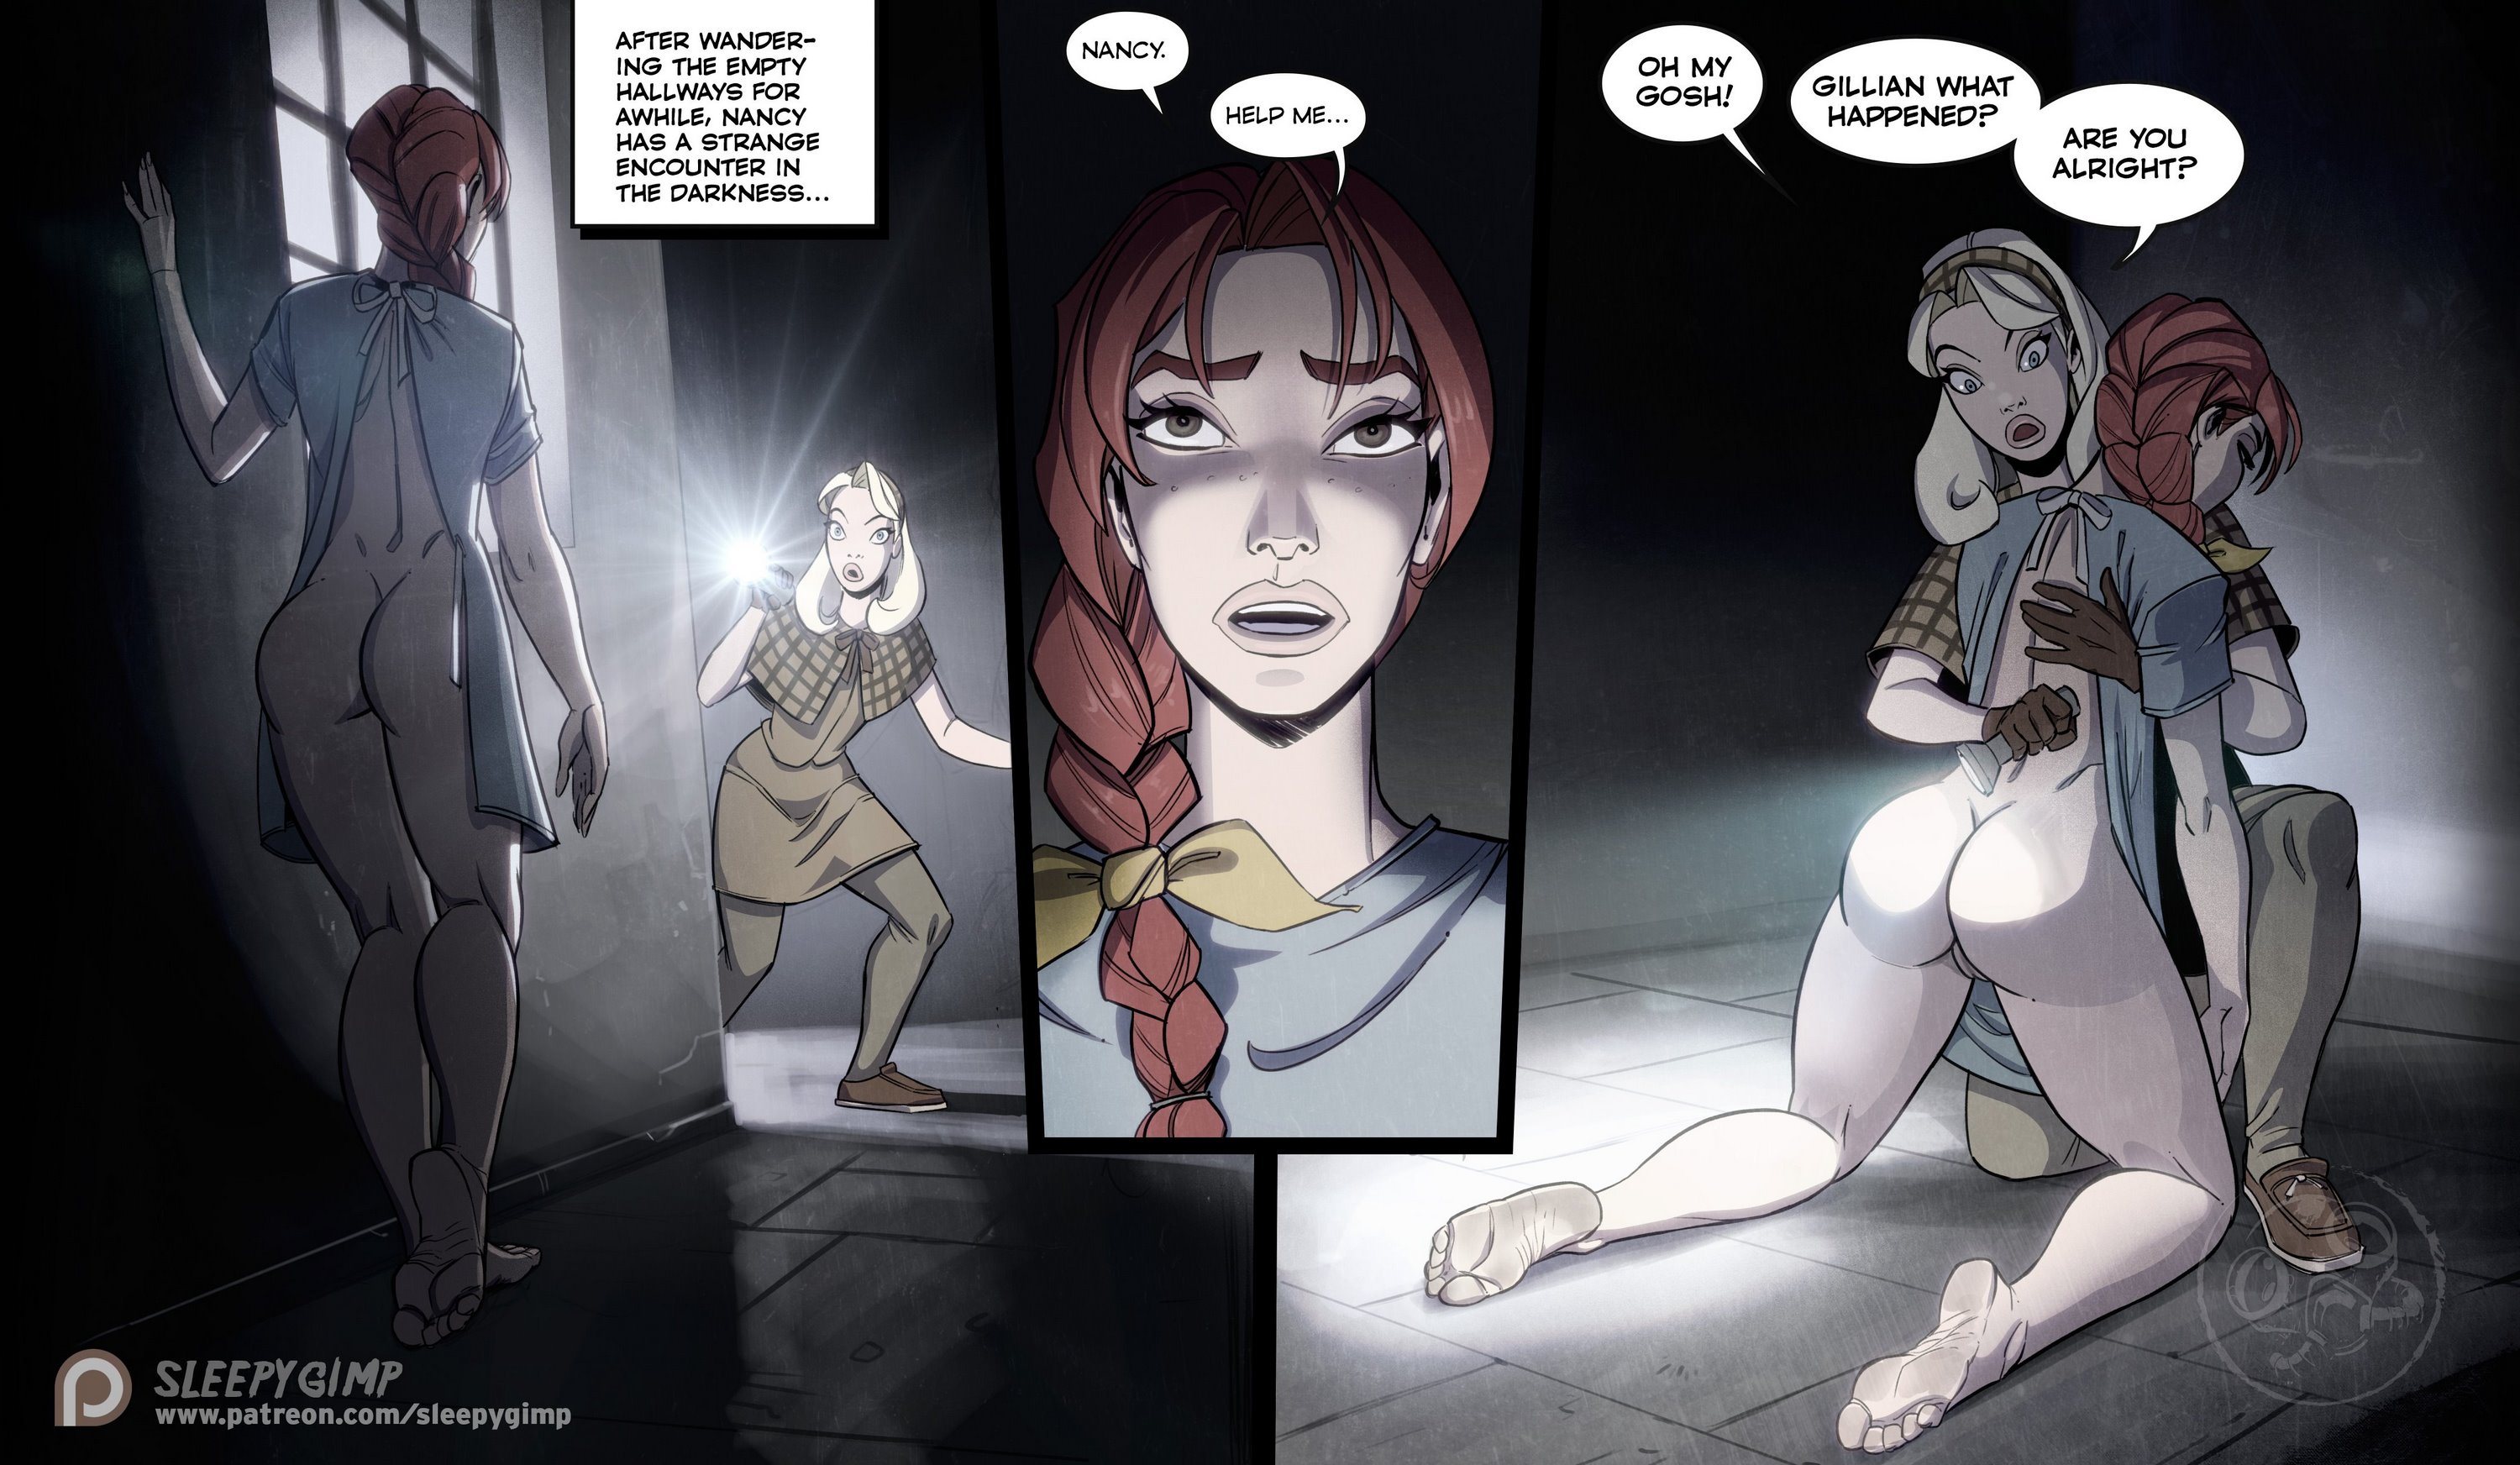 AFTER WANDER-
ING THE EMPTY
HALLWAYS FOR
AWHILE, NANCY
HAS A STRANGE
ENCOUNTER IN
THE DARKNESS...
NANCY.
HELP ME...
OH MY
GOSH!
GILLIAN WHAT
HAPPENED?
ARE YOU
ALRIGHT?
SLEEPYGIMP
www.patreon.com/sleepygimp